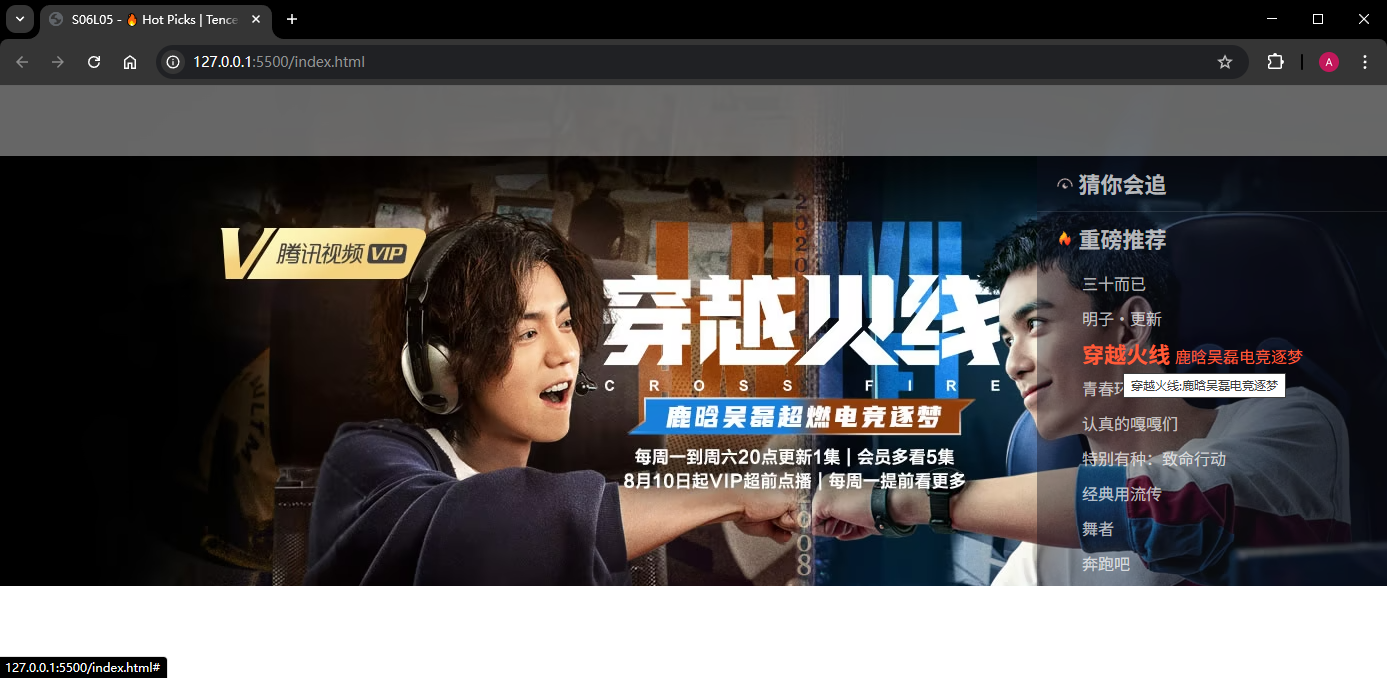 S06L05 - 🔥 Hot Picks | Tence
127.0.0.1:5500/index.html
A
猜你会追
重磅推荐
三十而已
明子・更新
穿越火线 鹿晗吴磊电竞逐梦
青春环
穿越火线:鹿晗吴磊电竞逐梦
认真的嘎嘎们
特别有种：致命行动
经典用流传
舞者
奔跑吧
腾讯视频 VIP
2020
穿越火线
CROSS FIRE
鹿晗吴磊超燃电竞逐梦
每周一到周六20点更新1集 | 会员多看5集
8月10日起VIP超前点播 | 每周一提前看更多
2008
127.0.0.1:5500/index.html#